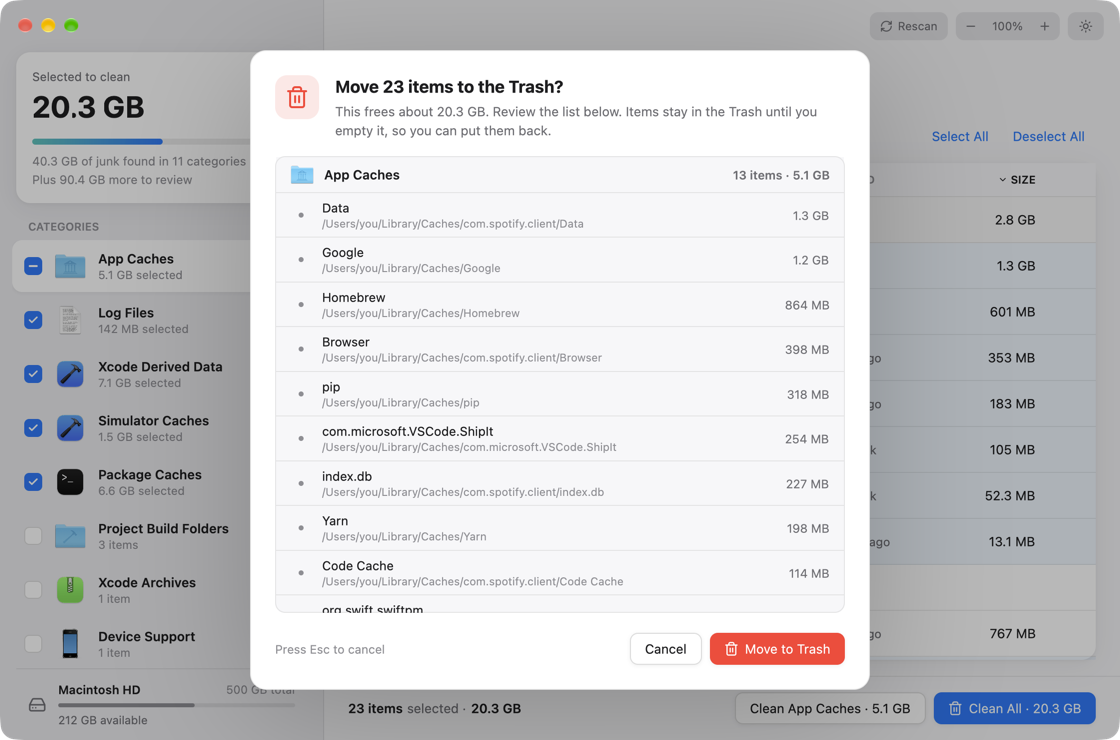 Rescan
100%
Selected to clean
20.3 GB
40.3 GB of junk found in 11 categories
Plus 90.4 GB more to review
CATEGORIES
App Caches
5.1 GB selected
Log Files
142 MB selected
Xcode Derived Data
7.1 GB selected
Simulator Caches
1.5 GB selected
Package Caches
6.6 GB selected
Project Build Folders
3 items
Xcode Archives
1 item
Device Support
1 item
Macintosh HD
500 GB total
212 GB available
Move 23 items to the Trash?
This frees about 20.3 GB. Review the list below. Items stay in the Trash until you
empty it, so you can put them back.
App Caches 13 items · 5.1 GB
Data
/Users/you/Library/Caches/com.spotify.client/Data
1.3 GB
Google
/Users/you/Library/Caches/Google
1.2 GB
Homebrew
/Users/you/Library/Caches/Homebrew
864 MB
Browser
/Users/you/Library/Caches/com.spotify.client/Browser
398 MB
pip
/Users/you/Library/Caches/pip
318 MB
com.microsoft.VSCode.ShipIt
/Users/you/Library/Caches/com.microsoft.VSCode.ShipIt
254 MB
index.db
/Users/you/Library/Caches/com.spotify.client/index.db
227 MB
Yarn
/Users/you/Library/Caches/Yarn
198 MB
Code Cache
/Users/you/Library/Caches/com.spotify.client/Code Cache
114 MB
org.swift.swiftpm
Press Esc to cancel
Cancel
Move to Trash
Select All
Deselect All
SIZE
2.8 GB
1.3 GB
601 MB
go 353 MB
go 183 MB
k 105 MB
k 52.3 MB
ago 13.1 MB
go 767 MB
23 items selected · 20.3 GB
Clean App Caches · 5.1 GB
Clean All · 20.3 GB